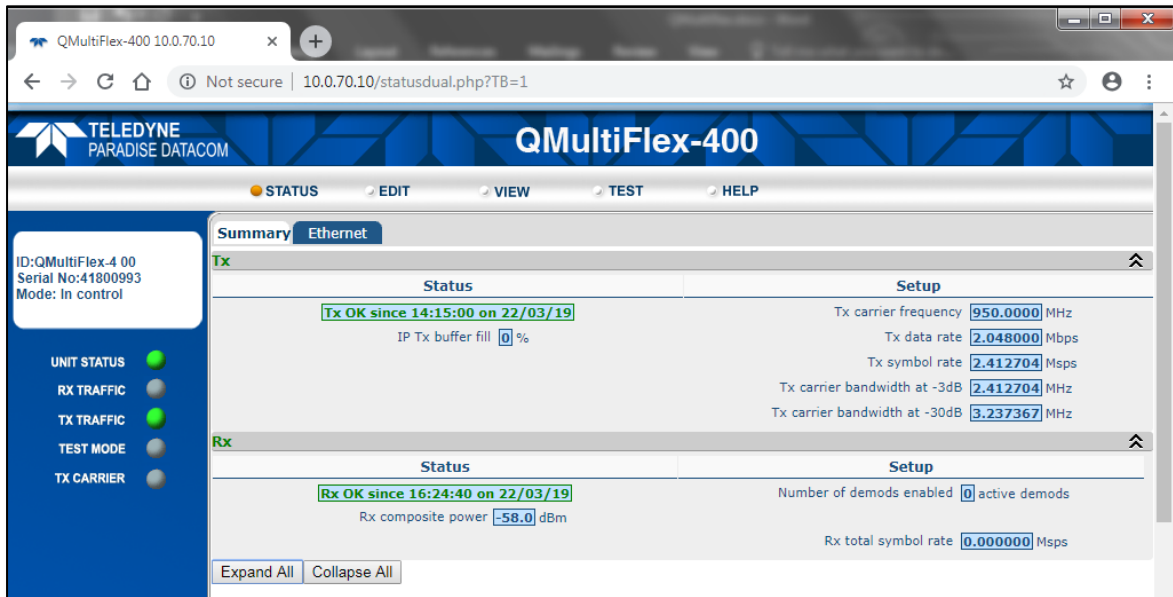 QMultiFlex-400 10.0.70.10
Not secure | 10.0.70.10/statusdual.php?TB=1
TELEDYNE
PARADISE DATACOM
QMultiFlex-400
STATUS EDIT VIEW TEST HELP
ID:QMultiFlex-4 00
Serial No:41800993
Mode: In control
UNIT STATUS
RX TRAFFIC
TX TRAFFIC
TEST MODE
TX CARRIER
Summary Ethernet
Tx
Status
Tx OK since 14:15:00 on 22/03/19
IP Tx buffer fill 0 %
Setup
Tx carrier frequency 950.0000 MHz
Tx data rate 2.048000 Mbps
Tx symbol rate 2.412704 Msps
Tx carrier bandwidth at -3dB 2.412704 MHz
Tx carrier bandwidth at -30dB 3.237367 MHz
Rx
Status
Rx OK since 16:24:40 on 22/03/19
Rx composite power -58.0 dBm
Setup
Number of demods enabled 0 active demods
Rx total symbol rate 0.000000 Msps
Expand All Collapse All